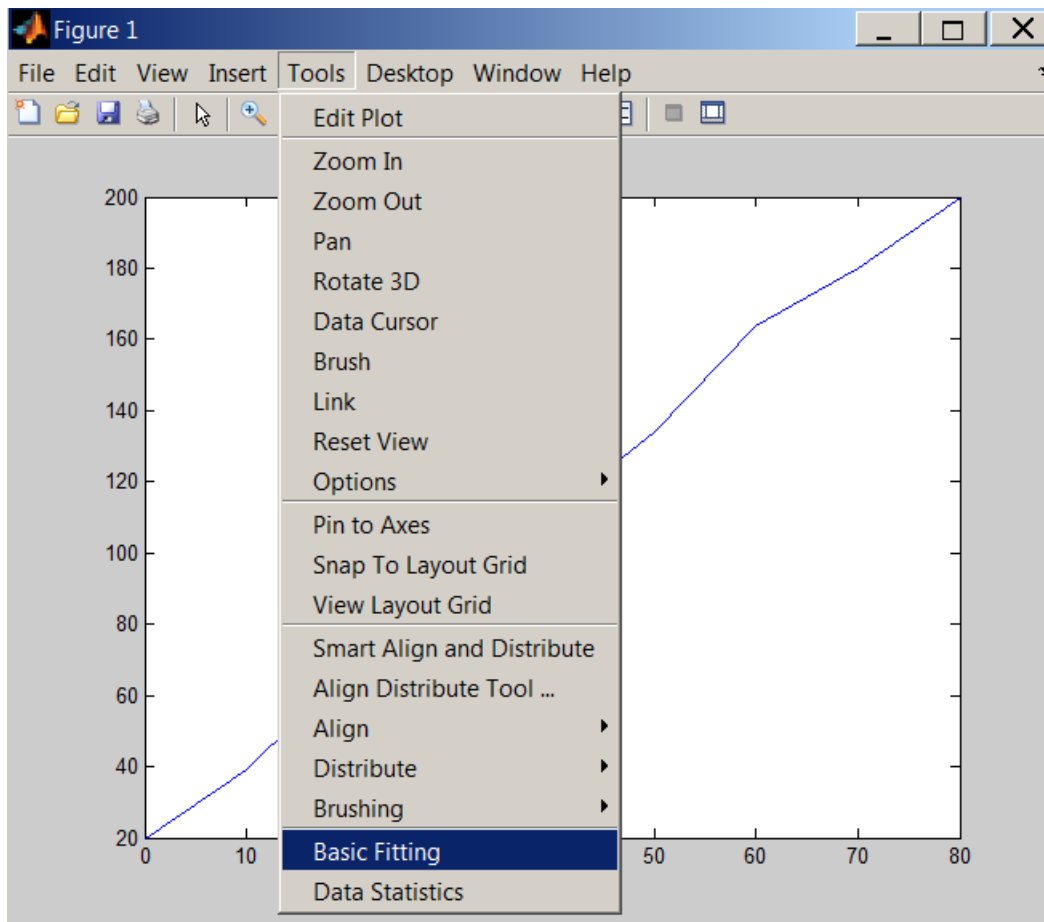 Figure 1
File Edit View Insert Tools Desktop Window Help
Edit Plot
Zoom In
Zoom Out
Pan
Rotate 3D
Data Cursor
Brush
Link
Reset View
Options
Pin to Axes
Snap To Layout Grid
View Layout Grid
Smart Align and Distribute
Align Distribute Tool ...
Align
Distribute
Brushing
Basic Fitting
Data Statistics
200
180
160
140
120
100
80
60
40
20
0 10 50 60 70 80